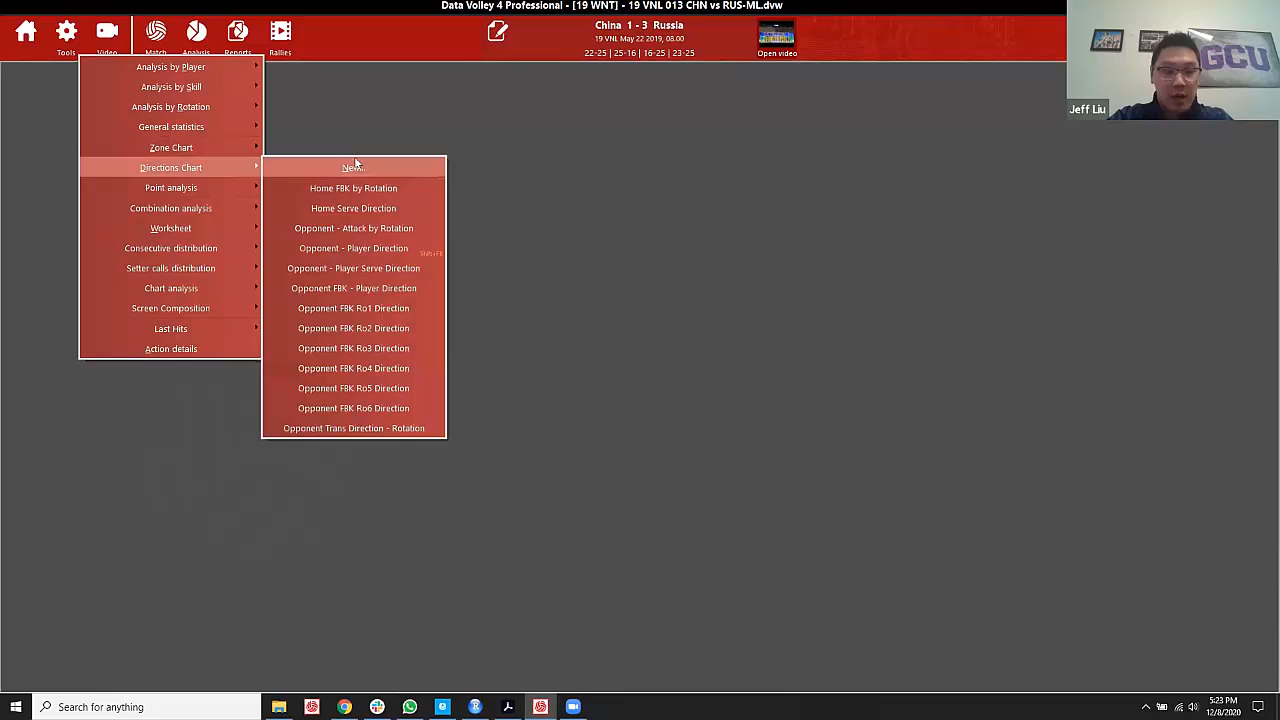 Data Volley 4 Professional - [19 WNT] - 19 VNL 013 CHN vs RUS-ML.dvw
Tools
Video
Match
Analysis
Reports
Rallies
China 1 - 3 Russia
19 VNL May 22 2019, 08.00
22-25 | 25-16 | 16-25 | 23-25
Open video
GCU
Jeff Liu
Analysis by Player
Analysis by Skill
Analysis by Rotation
General statistics
Zone Chart
Directions Chart
Point analysis
Combination analysis
Worksheet
Consecutive distribution
Setter calls distribution
Chart analysis
Screen Composition
Last Hits
Action details
New...
Home FBK by Rotation
Home Serve Direction
Opponent - Attack by Rotation
Opponent - Player Direction
Opponent - Player Serve Direction
Opponent FBK - Player Direction
Opponent FBK Ro1 Direction
Opponent FBK Ro2 Direction
Opponent FBK Ro3 Direction
Opponent FBK Ro4 Direction
Opponent FBK Ro5 Direction
Opponent FBK Ro6 Direction
Opponent Trans Direction - Rotation
Search for anything
5:23 PM
12/8/2020